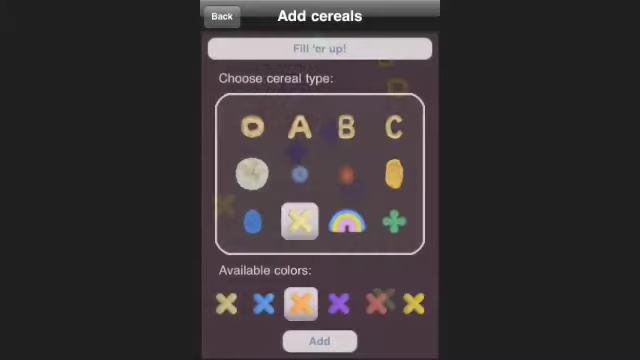 Back
Add cereals
Fill 'er up!
Choose cereal type:
A B C
Available colors:
Add